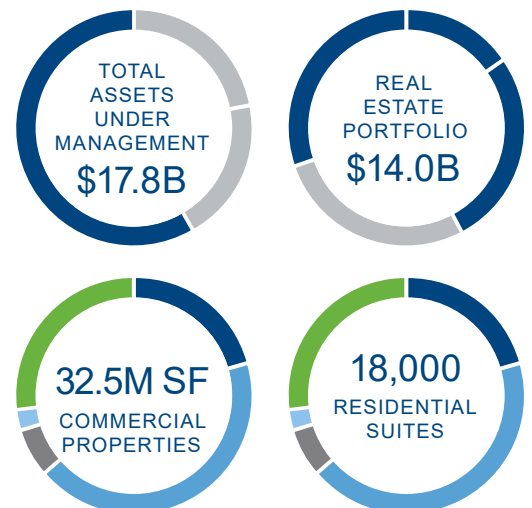 TOTAL
ASSETS
UNDER
MANAGEMENT
$17.8B
REAL
ESTATE
PORTFOLIO
$14.0B
32.5M SF
COMMERCIAL
PROPERTIES
18,000
RESIDENTIAL
SUITES